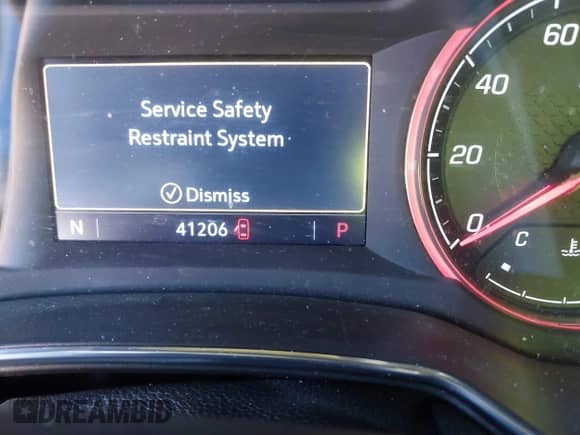 Service Safety
Restraint System
Dismiss
N 41206 P
60
40
20
0
C
DREAMBID